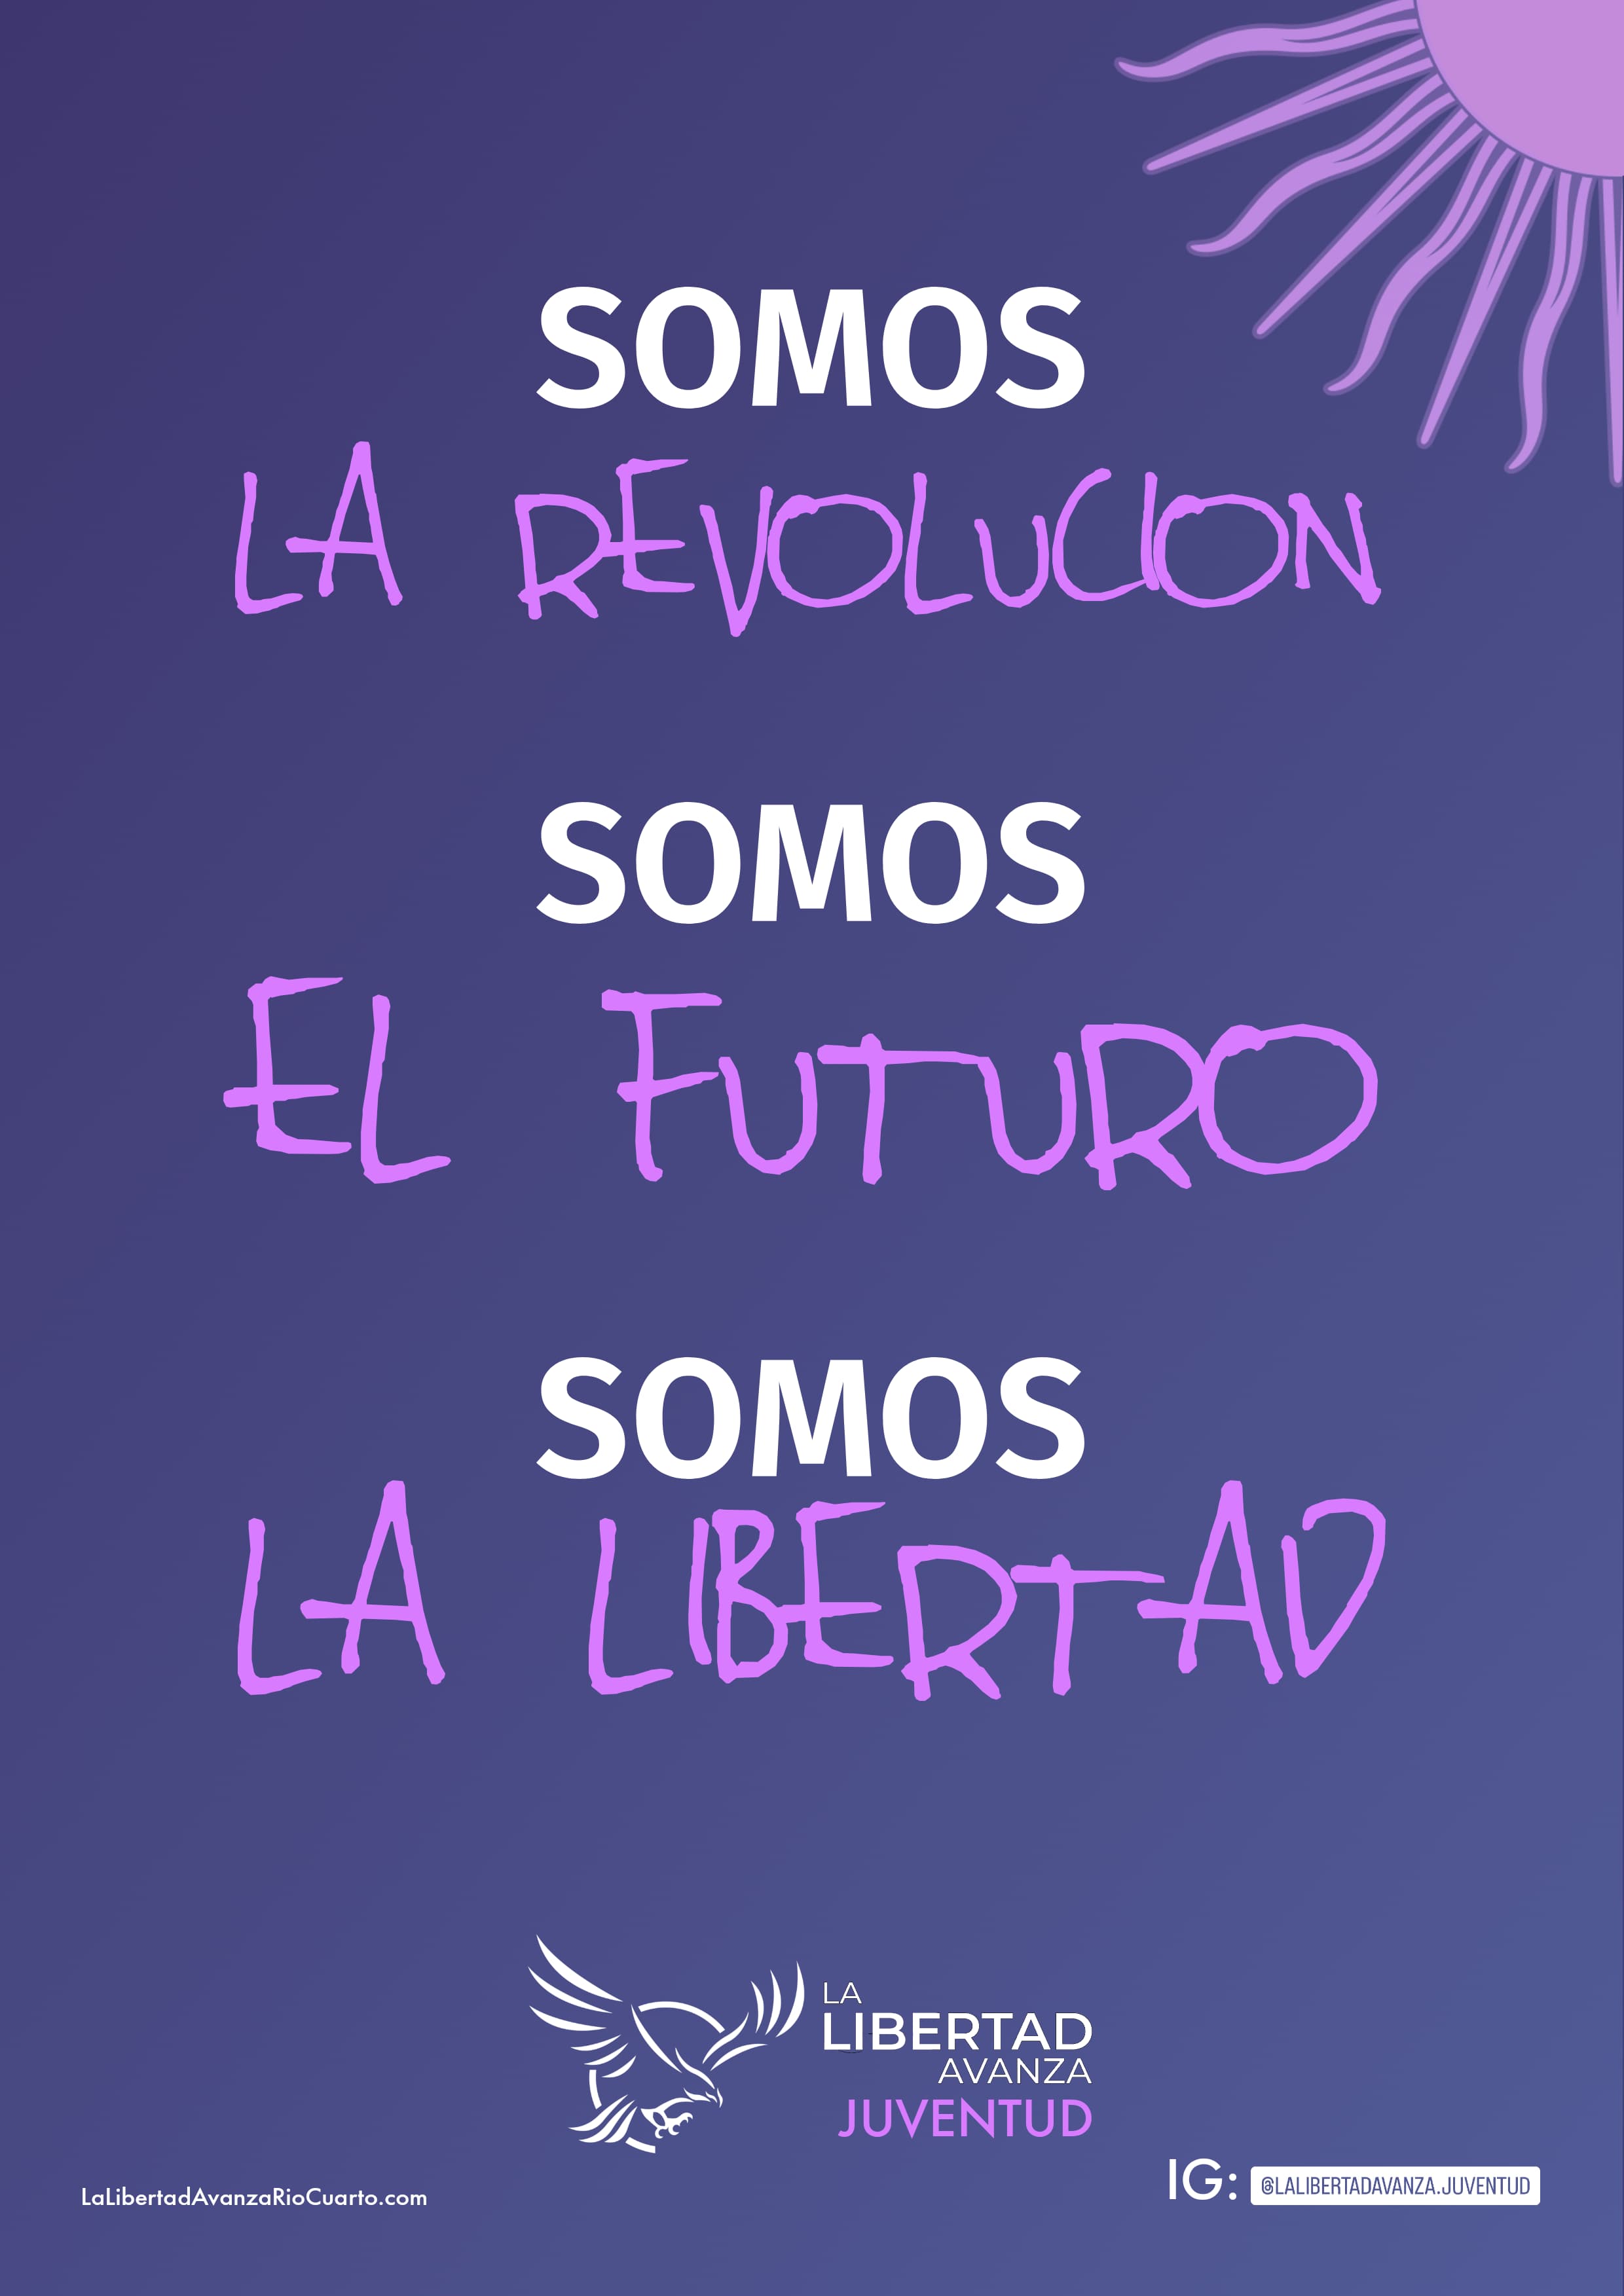 SOMOS
LA REVOLUCION
SOMOS
EL FUTURO
SOMOS
LA LIBERTAD
LA
LIBERTAD
AVANZA
JUVENTUD
LaLibertadAvanzaRioCuarto.com
IG: @LALIBERTADAVANZA.JUVENTUD